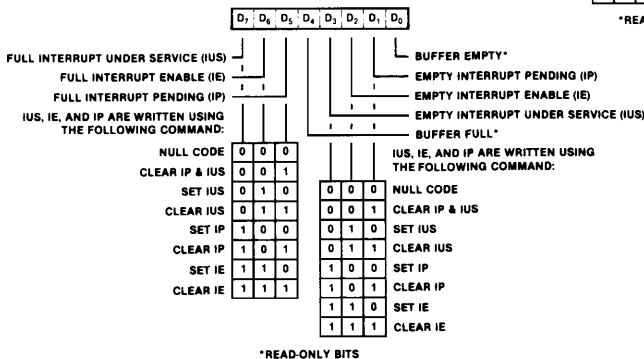 *REA
D7 D6 D5 D4 D3 D2 D1 D0
FULL INTERRUPT UNDER SERVICE (IUS)
FULL INTERRUPT ENABLE (IE)
FULL INTERRUPT PENDING (IP)
IUS, IE, AND IP ARE WRITTEN USING
THE FOLLOWING COMMAND:
NULL CODE 0 0 0
CLEAR IP & IUS 0 0 1
SET IUS 0 1 0
CLEAR IUS 0 1 1
SET IP 1 0 0
CLEAR IP 1 0 1
SET IE 1 1 0
CLEAR IE 1 1 1
BUFFER EMPTY*
EMPTY INTERRUPT PENDING (IP)
EMPTY INTERRUPT ENABLE (IE)
EMPTY INTERRUPT UNDER SERVICE (IUS)
BUFFER FULL*
IUS, IE, AND IP ARE WRITTEN USING
THE FOLLOWING COMMAND:
0 0 0 NULL CODE
0 0 1 CLEAR IP & IUS
0 1 0 SET IUS
0 1 1 CLEAR IUS
1 0 0 SET IP
1 0 1 CLEAR IP
1 1 0 SET IE
1 1 1 CLEAR IE
*READ-ONLY BITS